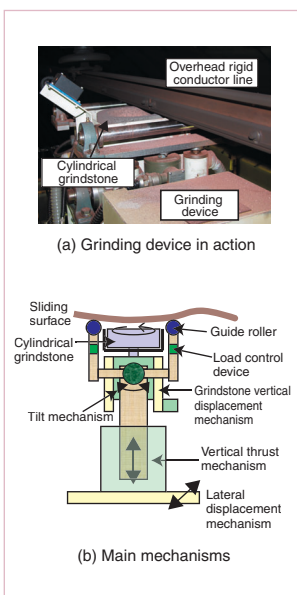 Overhead rigid
conductor line
Cylindrical
grindstone
Grinding
device
(a) Grinding device in action
Sliding
surface
Cylindrical
grindstone
Guide roller
Load control
device
Tilt mechanism
Grindstone vertical
displacement
mechanism
Vertical thrust
mechanism
Lateral
displacement
mechanism
(b) Main mechanisms